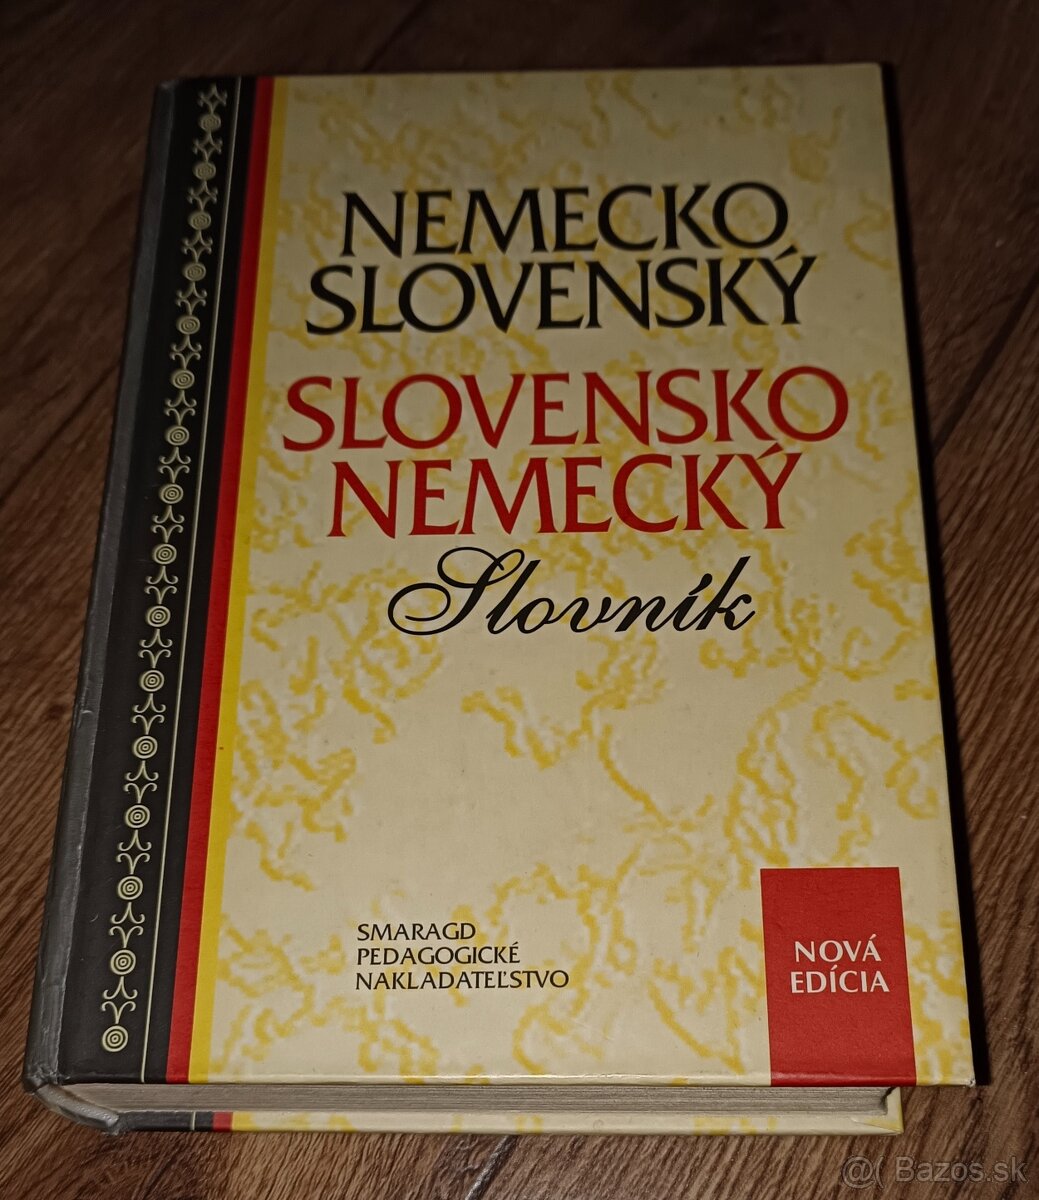 NEMECKO
SLOVENSKÝ
SLOVENSKO
NEMECKÝ
Slovník
SMARAGD
PEDAGOGICKÉ
NAKLADATEĽSTVO
NOVÁ
EDÍCIA
@( Bazos.sk